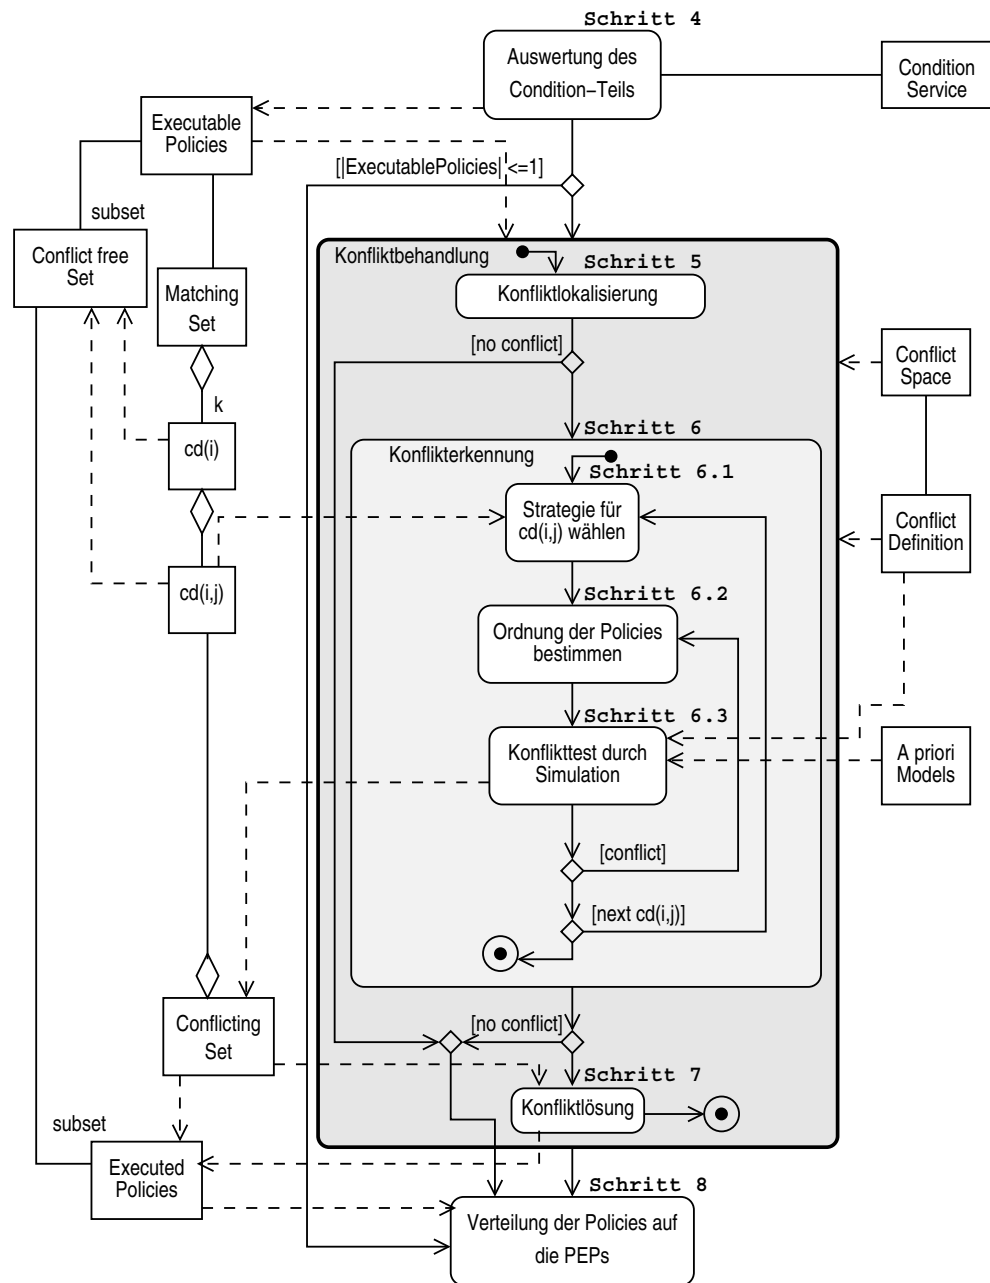 Schritt 4
Auswertung des
Condition–Teils
Condition
Service
Executable
Policies
[|ExecutablePolicies| <=1]
subset
Conflict free
Set
Konfliktbehandlung
Schritt 5
Konfliktlokalisierung
Matching
Set
[no conflict]
Conflict
Space
k
Schritt 6
cd(i)
Konflikterkennung
Schritt 6.1
Strategie für
cd(i,j) wählen
Conflict
Definition
cd(i,j)
Schritt 6.2
Ordnung der Policies
bestimmen
Schritt 6.3
Konflikttest durch
Simulation
A priori
Models
[conflict]
[next cd(i,j)]
Conflicting
Set
[no conflict]
Schritt 7
Konfliktlösung
subset
Executed
Policies
Schritt 8
Verteilung der Policies auf
die PEPs